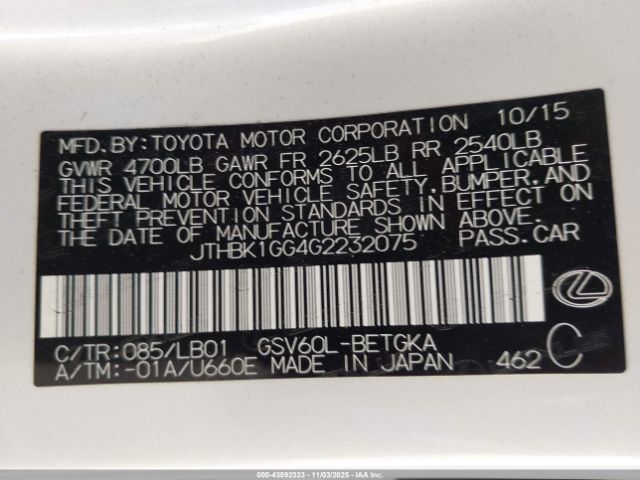 10/15
MFD. BY: TOYOTA MOTOR CORPORATION
GVWR 4700LB GAWR FR 2625LB RR 2540LB
THIS VEHICLE CONFORMS TO ALL APPLICABLE
FEDERAL MOTOR VEHICLE SAFETY, BUMPER, AND
THEFT PREVENTION STANDARDS IN EFFECT ON
THE DATE OF MANUFACTURE SHOWN ABOVE.
JTHBK1GG4G2232075 PASS.CAR
C/TR: 085/LB01 GSV60L-BETGKA
A/TM: -01A/U660E MADE IN JAPAN 462 C
000-43592333 - 11/03/2025 - IAAI.COM